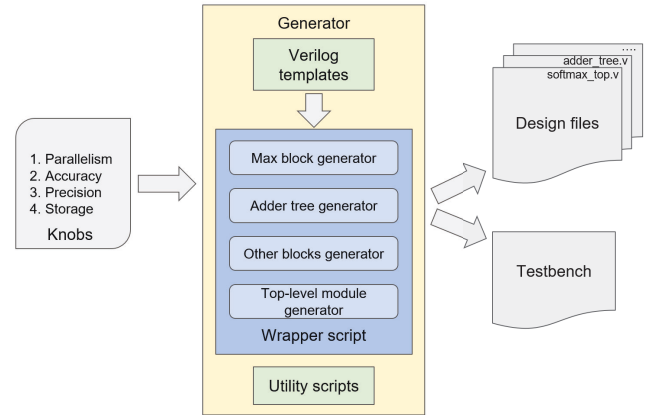 1. Parallelism
2. Accuracy
3. Precision
4. Storage
Knobs
Generator
Verilog
templates
Max block generator
Adder tree generator
Other blocks generator
Top-level module
generator
Wrapper script
Utility scripts
....
adder_tree.v
softmax_top.v
Design files
Testbench